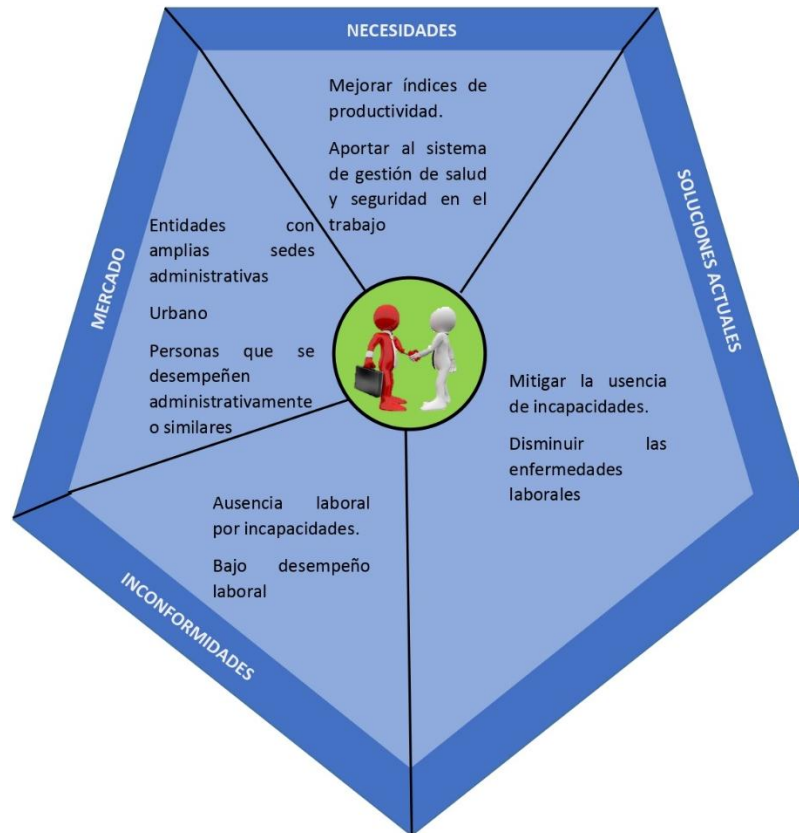 NECESIDADES
Mejorar índices de
productividad.
Aportar al sistema
de gestión de salud
y seguridad en el
trabajo
SOLUCIONES ACTUALES
Mitigar la usencia
de incapacidades.
Disminuir las
enfermedades
laborales
MERCADO
Entidades con
amplias sedes
administrativas
Urbano
Personas que se
desempeñen
administrativamente
o similares
INCONFORMIDADES
Ausencia laboral
por incapacidades.
Bajo desempeño
laboral